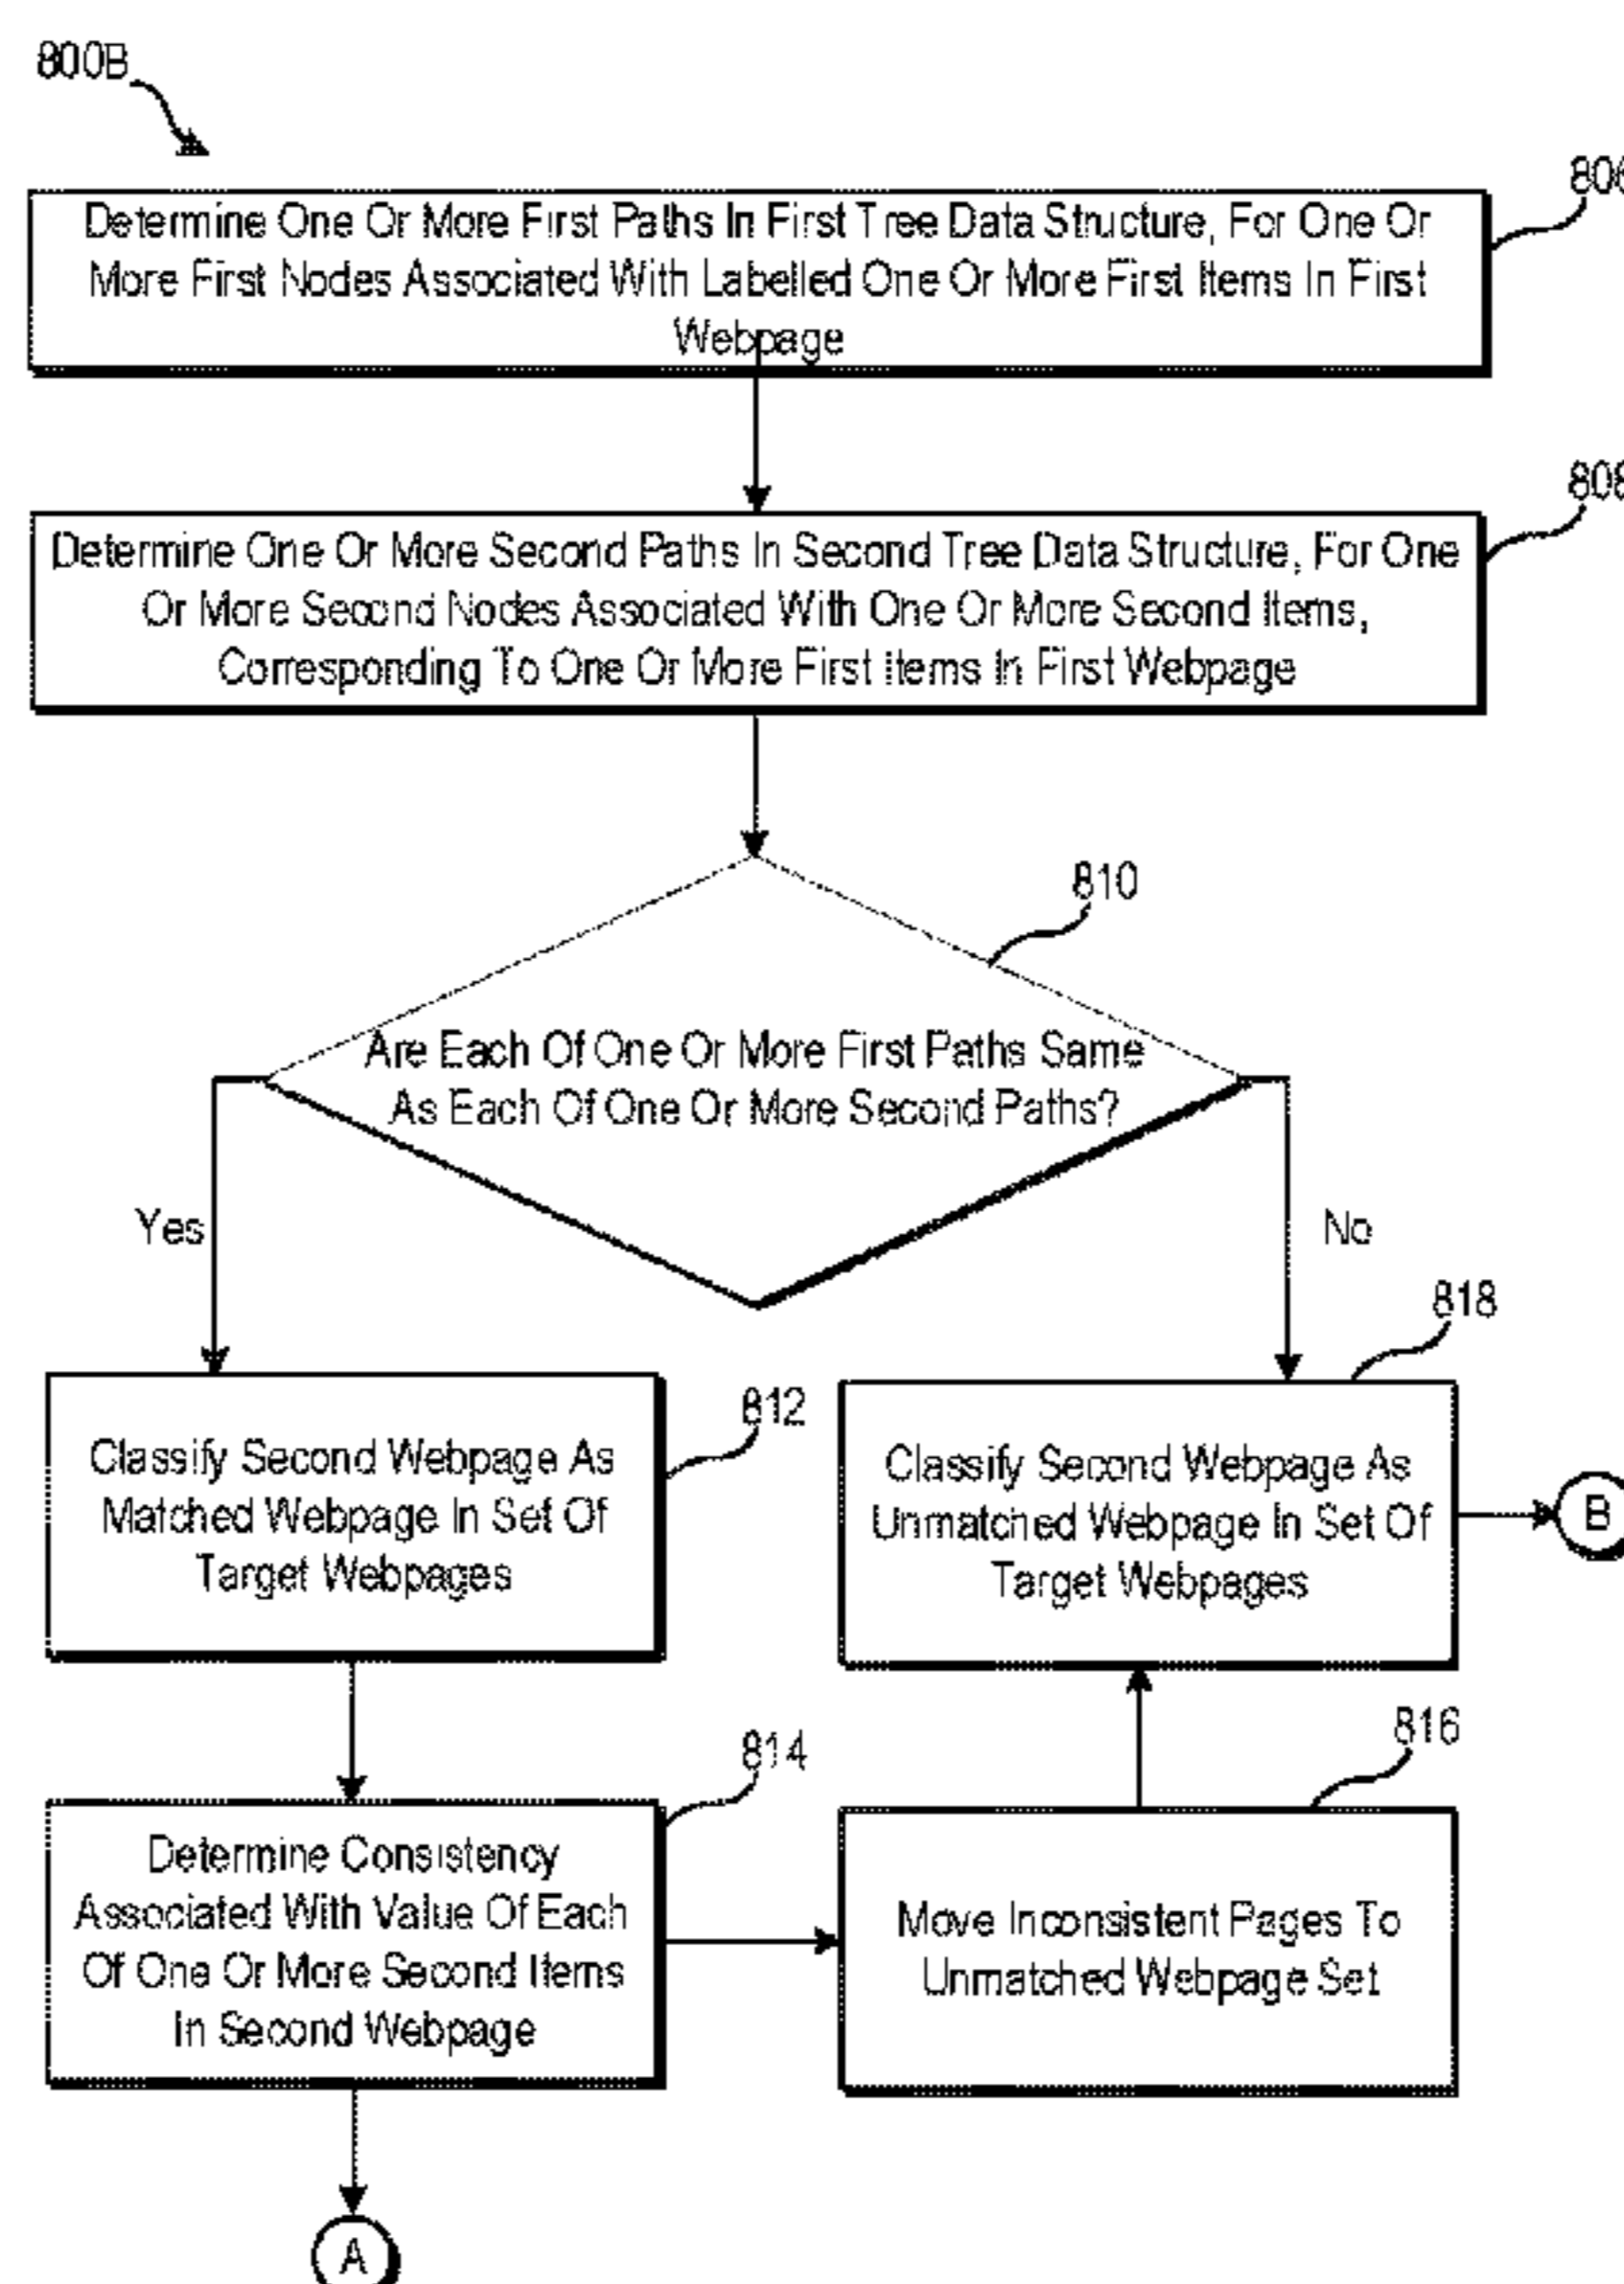 800B
806
Determine One Or More First Paths In First Tree Data Structure, For One Or
More First Nodes Associated With Labelled One Or More First Items In First
Webpage
808
Determine One Or More Second Paths In Second Tree Data Structure, For One
Or More Second Nodes Associated With One Or More Second Items,
Corresponding To One Or More First Items In First Webpage
810
Are Each Of One Or More First Paths Same
As Each Of One Or More Second Paths?
Yes
No
818
812
Classify Second Webpage As
Matched Webpage In Set Of
Target Webpages
Classify Second Webpage As
Unmatched Webpage In Set Of
Target Webpages
B
814
816
Determine Consistency
Associated With Value Of Each
Of One Or More Second Items
In Second Webpage
Move Inconsistent Pages To
Unmatched Webpage Set
A